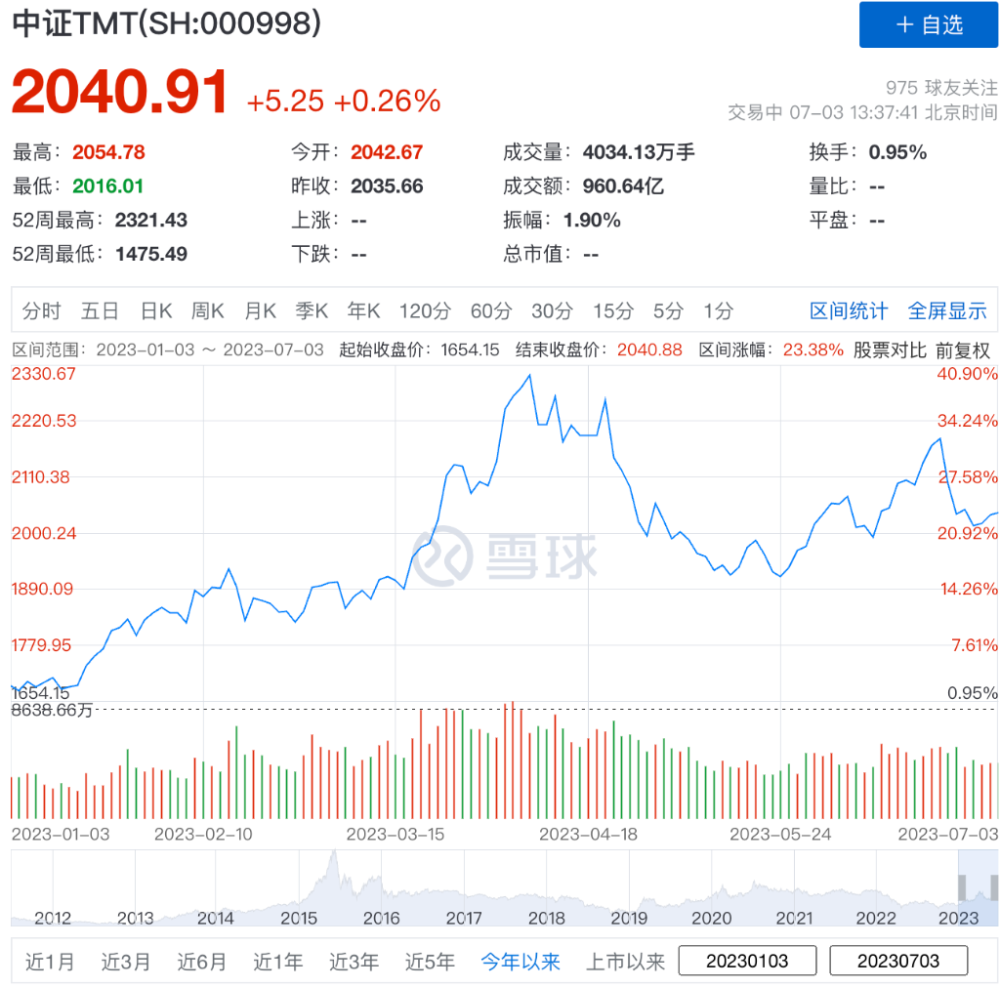 中证TMT(SH:000998)
＋ 自选
2040.91 +5.25 +0.26%
975 球友关注
交易中 07-03 13:37:41 北京时间
最高： 2054.78 今开： 2042.67 成交量： 4034.13万手 换手： 0.95%
最低： 2016.01 昨收： 2035.66 成交额： 960.64亿 量比： --
52周最高： 2321.43 上涨： -- 振幅： 1.90% 平盘： --
52周最低： 1475.49 下跌： -- 总市值： --
分时 五日 日K 周K 月K 季K 年K 120分 60分 30分 15分 5分 1分 区间统计 全屏显示
区间范围： 2023-01-03 ～ 2023-07-03 起始收盘价： 1654.15 结束收盘价： 2040.88 区间涨幅： 23.38% 股票对比 前复权
2330.67 40.90%
2220.53 34.24%
2110.38 27.58%
2000.24 20.92%
雪球
1890.09 14.26%
1779.95 7.61%
1654.15 0.95%
8638.66万
2023-01-03 2023-02-10 2023-03-15 2023-04-18 2023-05-24 2023-07-03
2012 2013 2014 2015 2016 2017 2018 2019 2020 2021 2022 2023
近1月 近3月 近6月 近1年 近3年 近5年 今年以来 上市以来 20230103 20230703